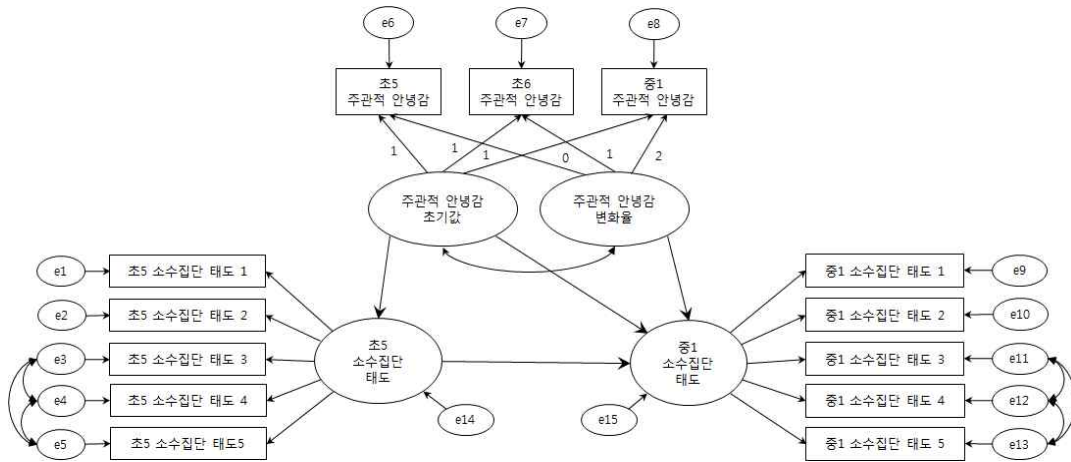 e6
e7
e8
초5
주관적 안녕감
초6
주관적 안녕감
중1
주관적 안녕감
1
1
1
0
1
2
주관적 안녕감
초기값
주관적 안녕감
변화율
e1
초5 소수집단 태도 1
e2
초5 소수집단 태도 2
e3
초5 소수집단 태도 3
e4
초5 소수집단 태도 4
e5
초5 소수집단 태도5
초5
소수집단
태도
e14
중1
소수집단
태도
e15
중1 소수집단 태도 1
e9
중1 소수집단 태도 2
e10
중1 소수집단 태도 3
e11
중1 소수집단 태도 4
e12
중1 소수집단 태도 5
e13